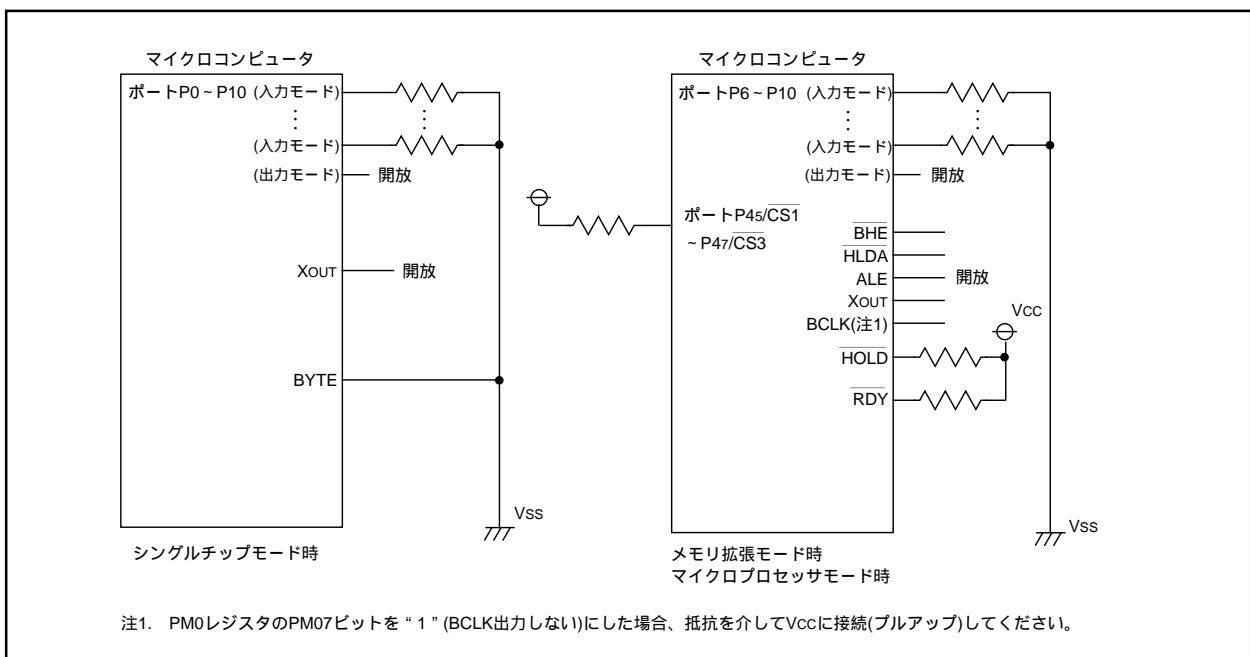 マイクロコンピュータ
ポートP0～P10 (入力モード)
(入力モード)
(出力モード) 開放
XOUT 開放
BYTE
VSS
シングルチップモード時
マイクロコンピュータ
ポートP6～P10 (入力モード)
(入力モード)
(出力モード) 開放
ポートP45/CS1
～P47/CS3
BHE
HLDA
ALE 開放
XOUT
BCLK(注1)
VCC
HOLD
RDY
VSS
メモリ拡張モード時
マイクロプロセッサモード時
注1. PM0レジスタのPM07ビットを“1”(BCLK出力しない)にした場合、抵抗を介してVCCに接続(プルアップ)してください。